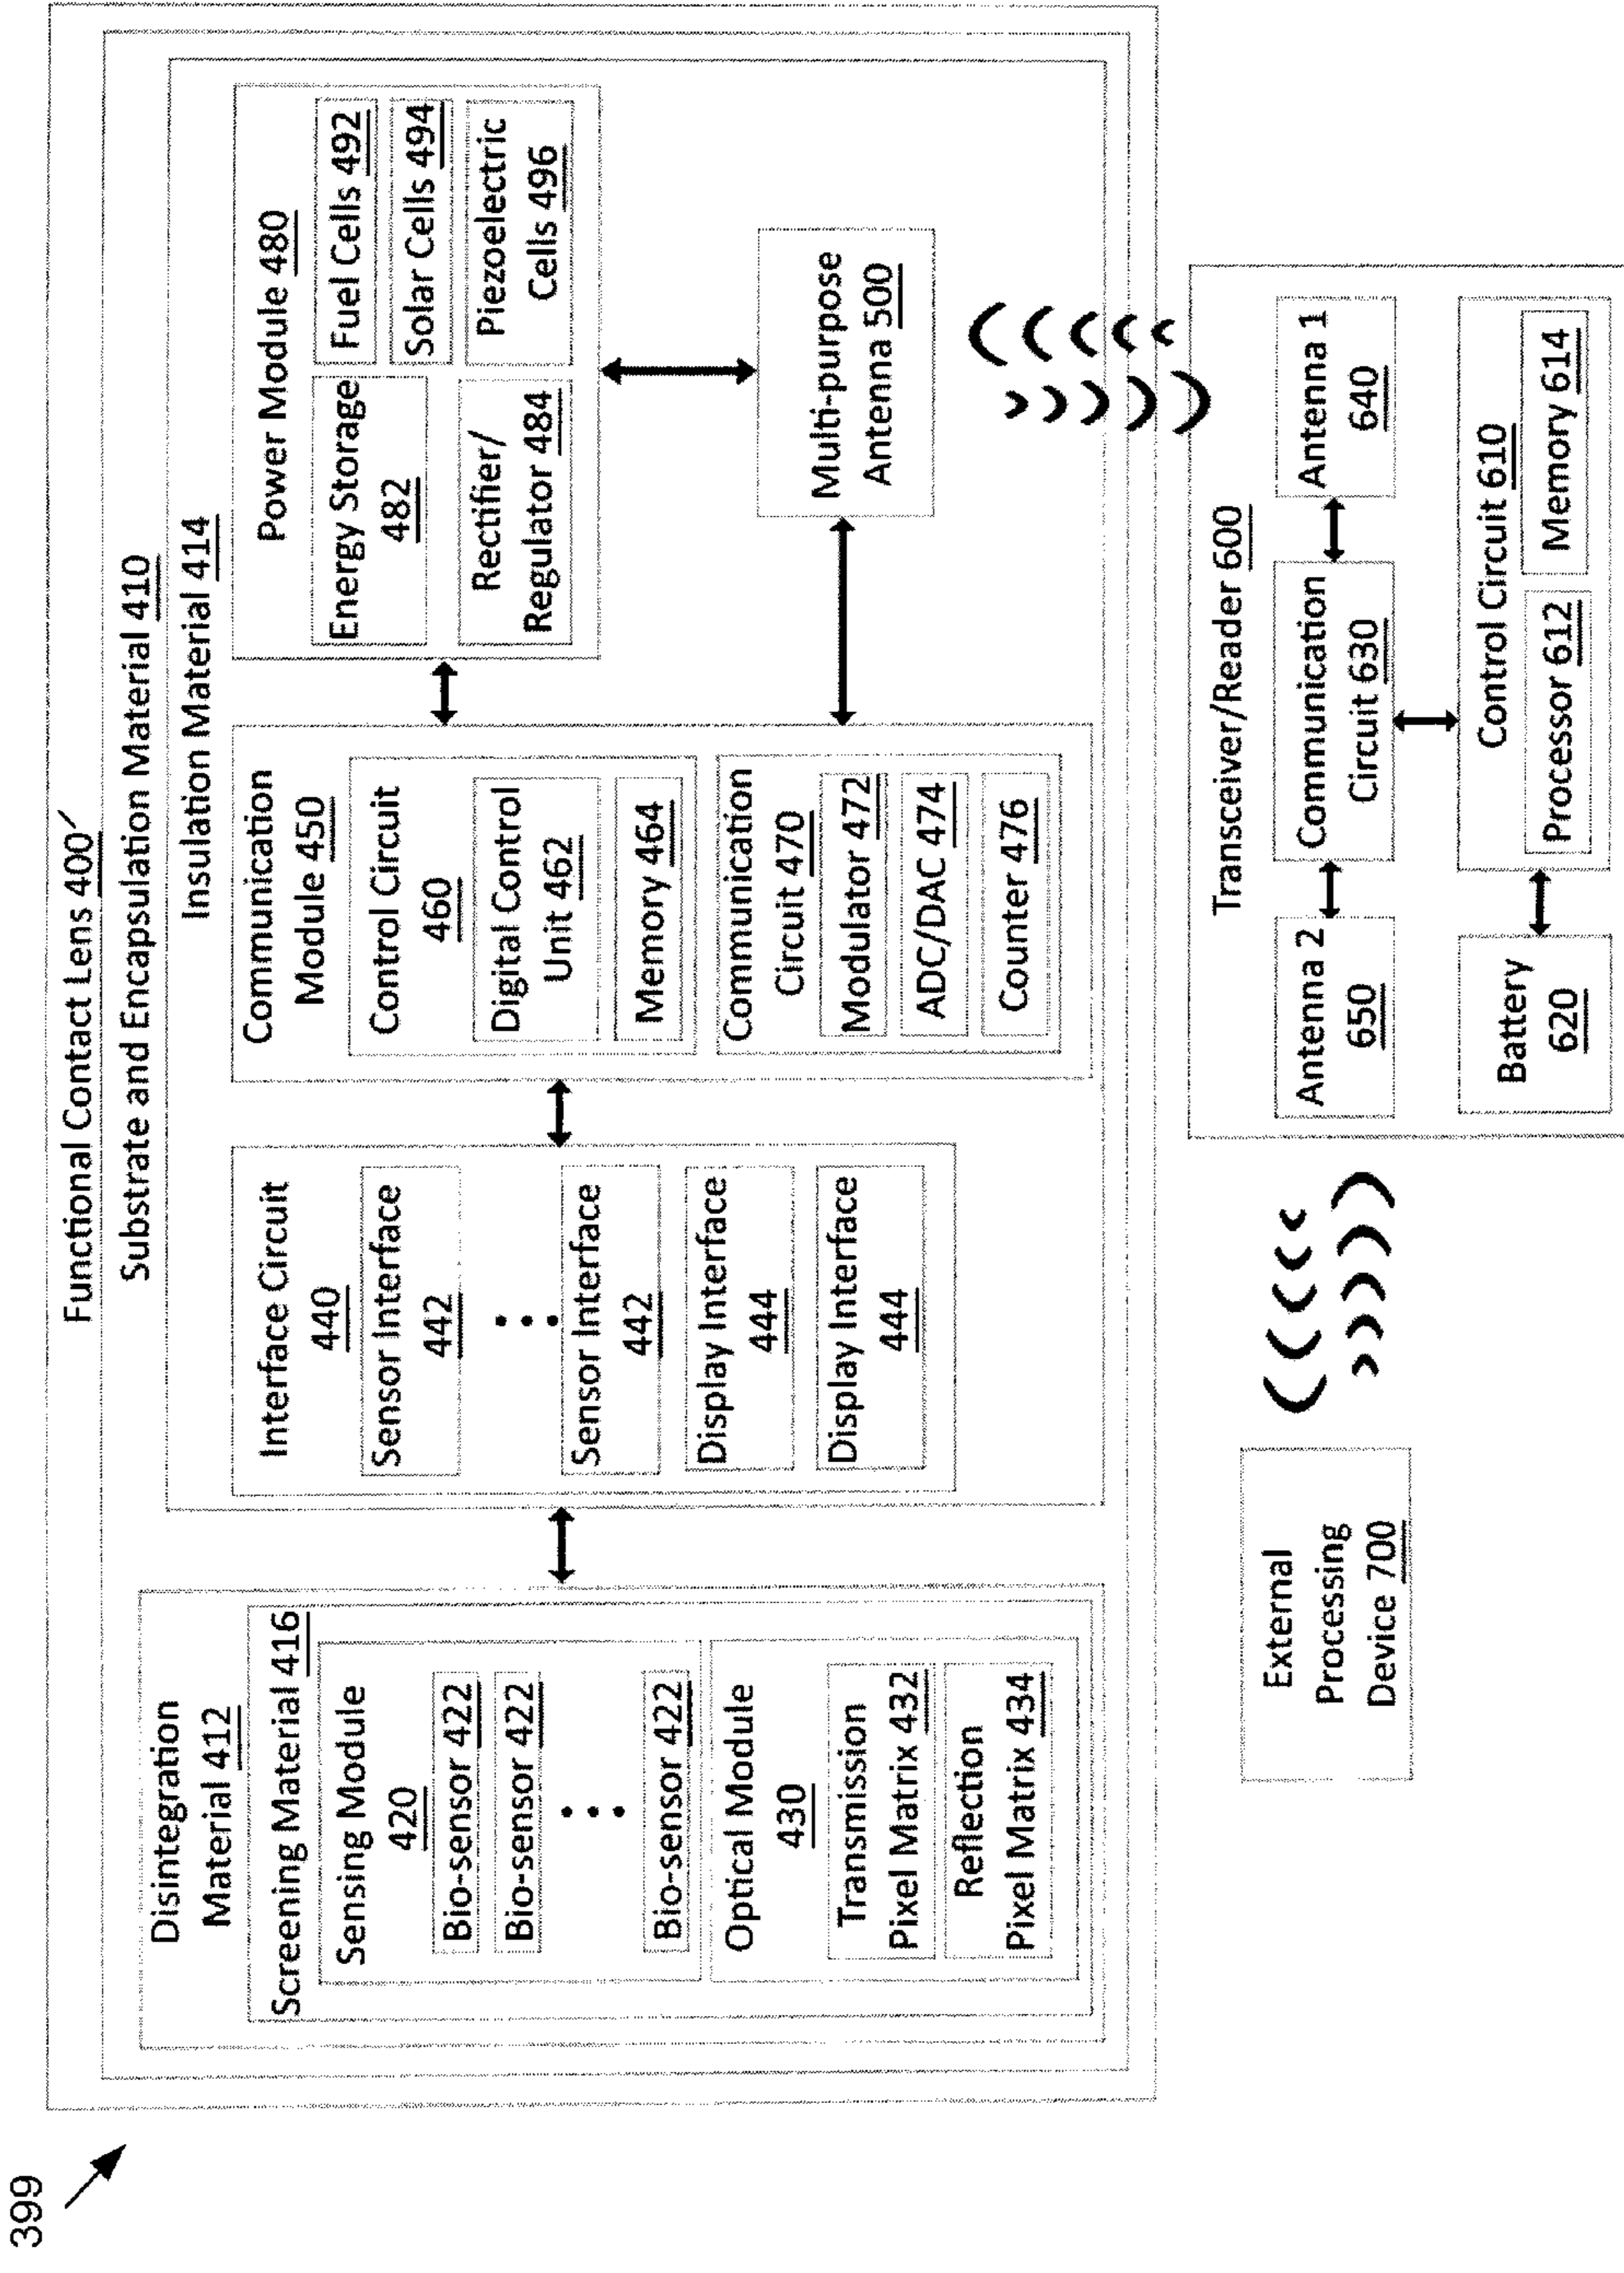 399
Functional Contact Lens 400′
Substrate and Encapsulation Material 410
Disintegration
Material 412
Screening Material 416
Sensing Module
420
Bio-sensor 422
Bio-sensor 422
Bio-sensor 422
Optical Module
430
Transmission
Pixel Matrix 432
Reflection
Pixel Matrix 434
Insulation Material 414
Interface Circuit
440
Sensor Interface
442
Sensor Interface
442
Display Interface
444
Display Interface
444
Communication
Module 450
Control Circuit
460
Digital Control
Unit 462
Memory 464
Communication
Circuit 470
Modulator 472
ADC/DAC 474
Counter 476
Power Module 480
Energy Storage
482
Rectifier/
Regulator 484
Fuel Cells 492
Solar Cells 494
Piezoelectric
Cells 496
Multi-purpose
Antenna 500
External
Processing
Device 700
Transceiver/Reader 600
Antenna 2
650
Communication
Circuit 630
Antenna 1
640
Battery
620
Control Circuit 610
Processor 612
Memory 614